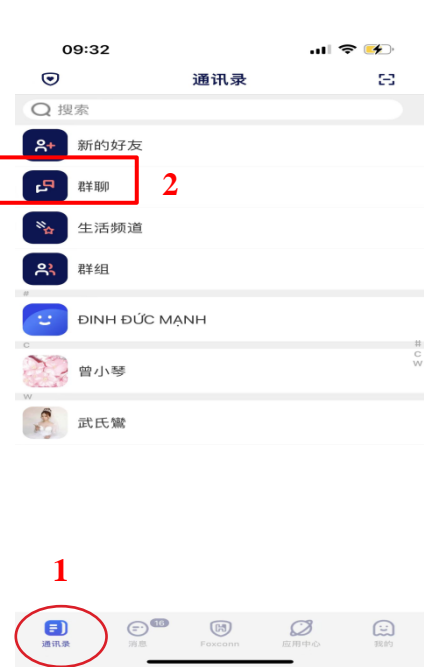 09:32
通讯录
搜索
新的好友
群聊
2
生活频道
群组
#
ĐINH ĐỨC MẠNH
C
曾小琴
W
武氏鸞
#
C
W
1
16
通讯录
消息
Foxconn
应用中心
我的